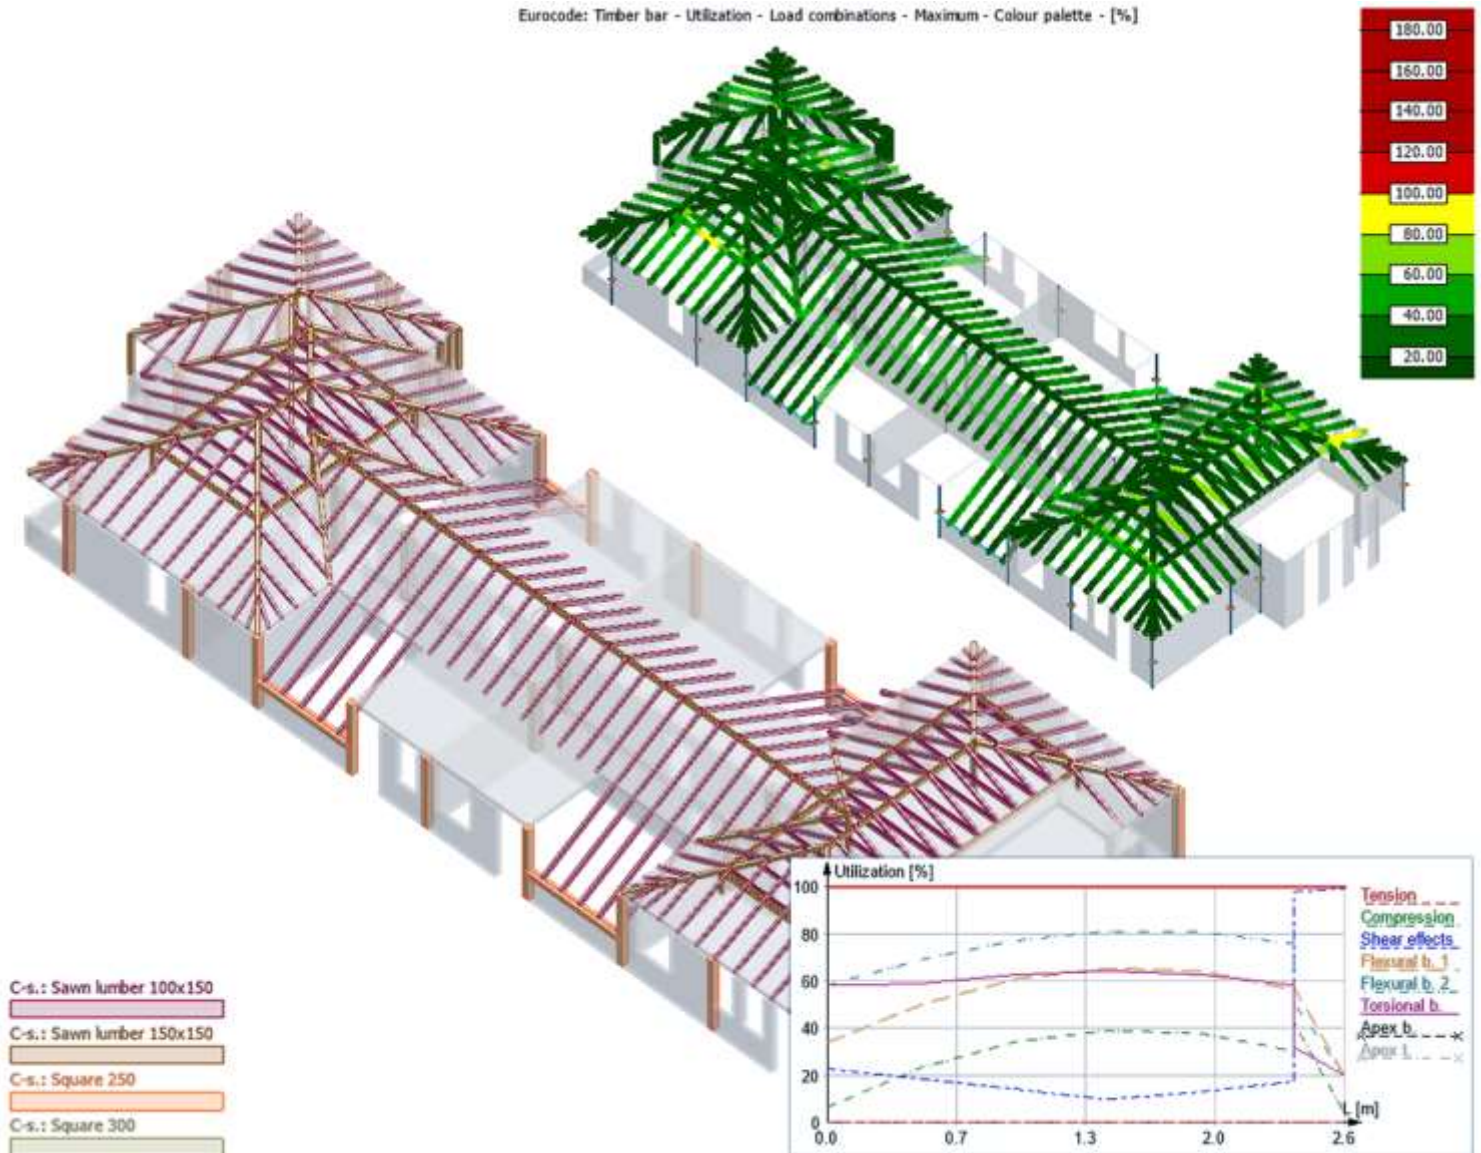 Eurocode: Timber bar - Utilization - Load combinations - Maximum - Colour palette - [%]
180.00
160.00
140.00
120.00
100.00
80.00
60.00
40.00
20.00
C-s.: Sawn lumber 100x150
C-s.: Sawn lumber 150x150
C-s.: Square 250
C-s.: Square 300
Utilization [%]
100
80
60
40
20
0
0.0 0.7 1.3 2.0 2.6
L [m]
Tension
Compression
Shear effects
Flexural b. 1
Flexural b. 2
Torsional b.
Apex b.
Apex L